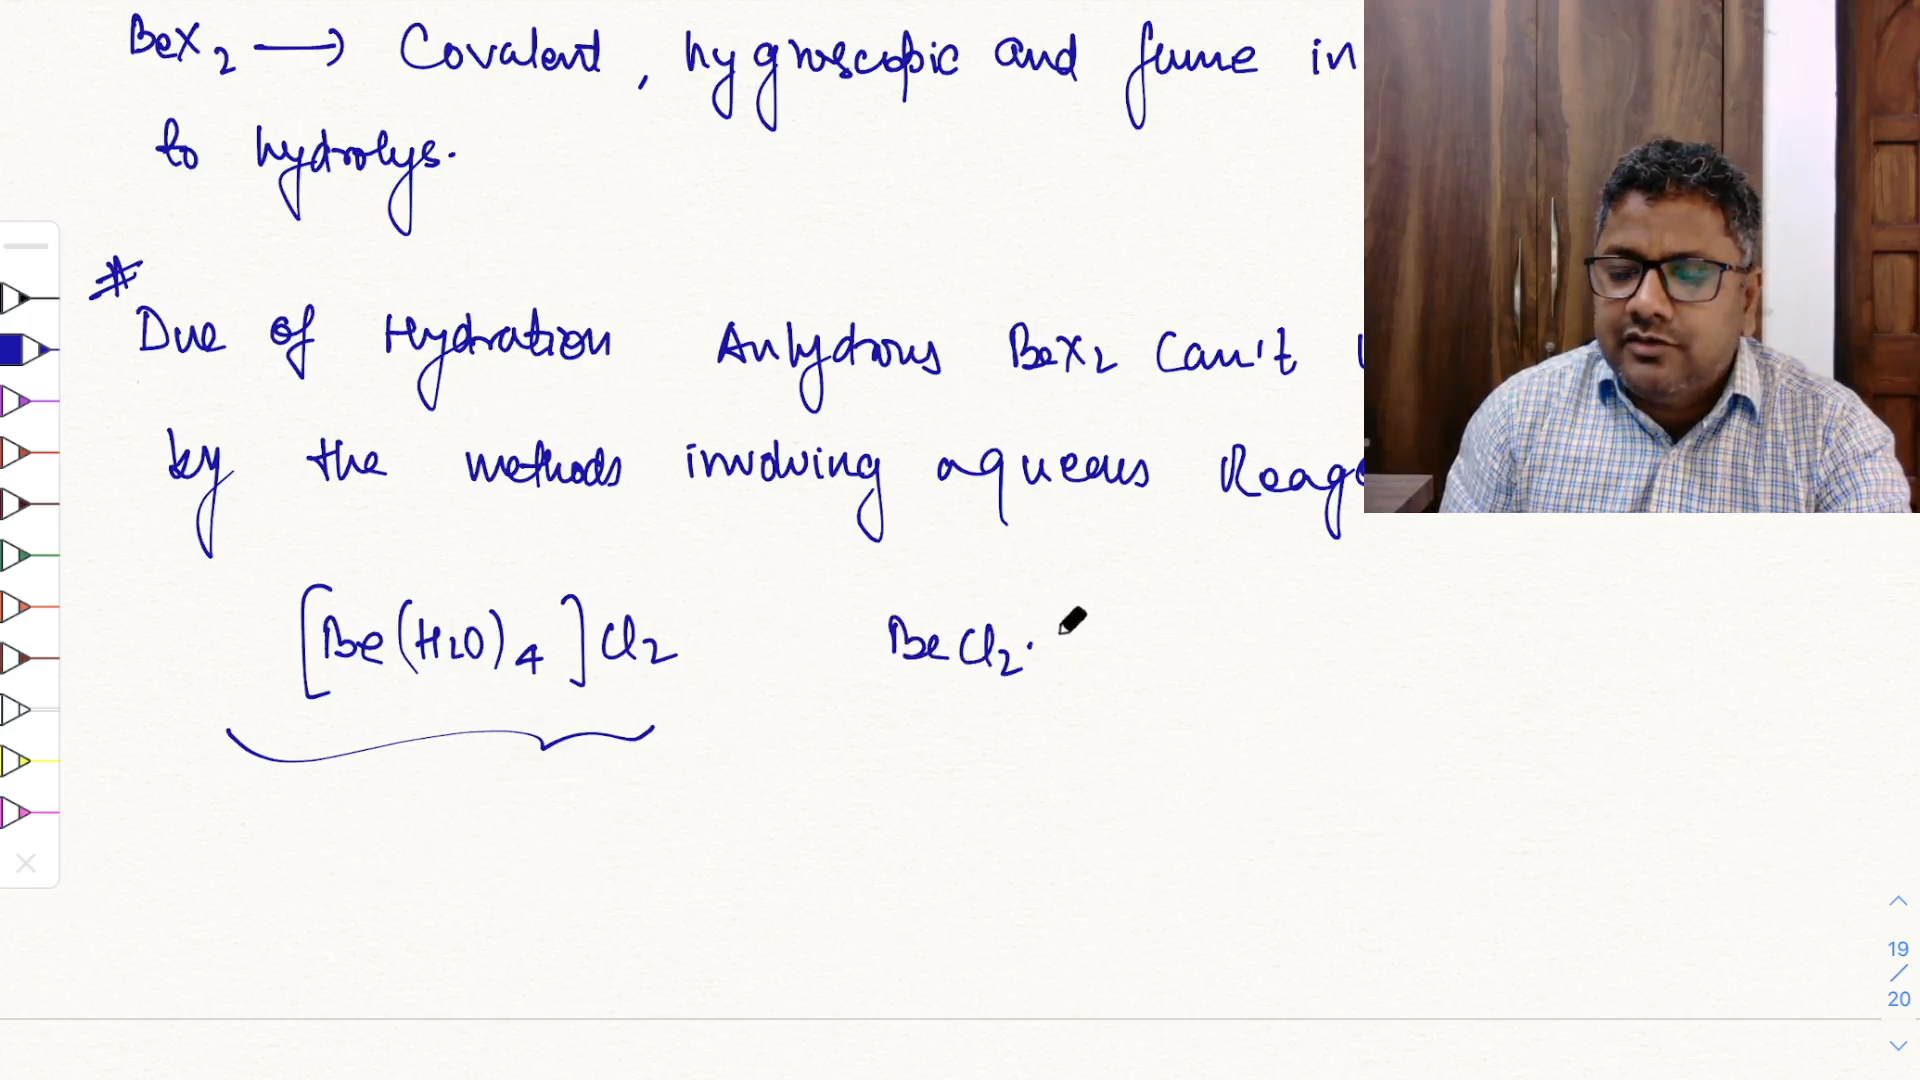 BeX₂ → Covalent, hygroscopic and fume in
to hydrolys.
#
Due of Hydration Anhydrous BeX₂ Can't
by the methods involving aqueous Reage
[Be(H₂O)₄]Cl₂ BeCl₂.
19
/
20